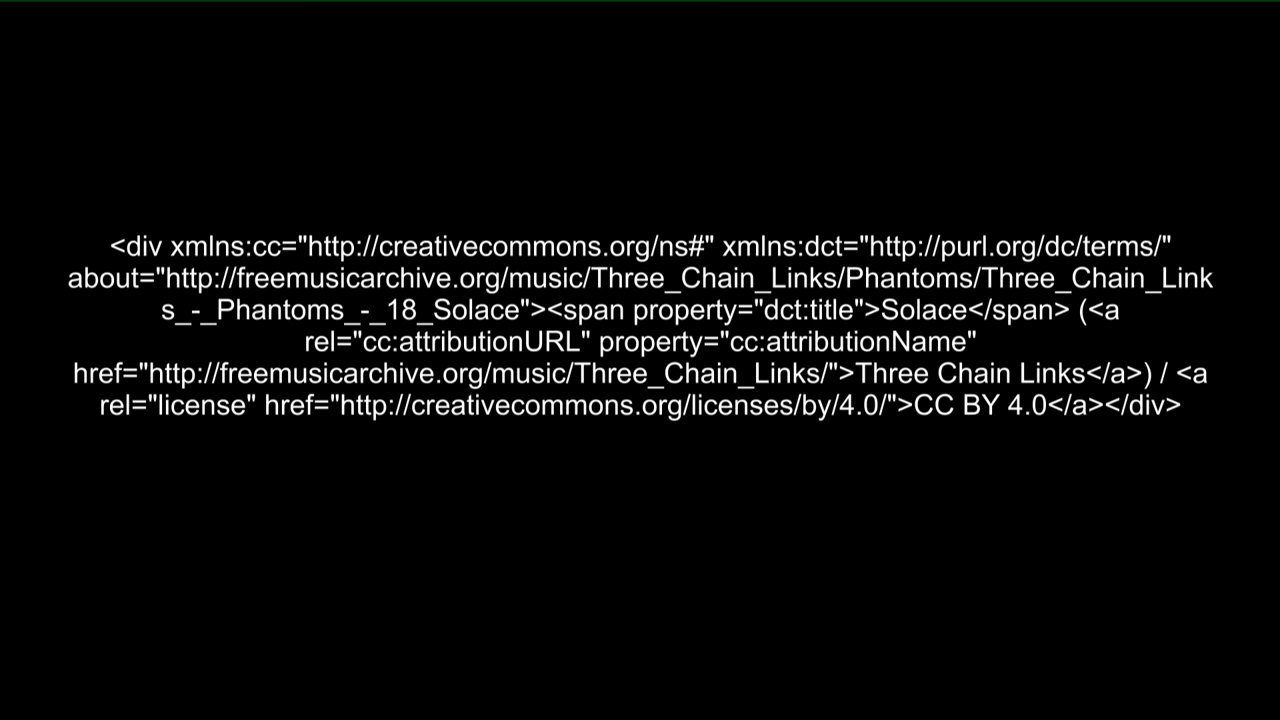 <div xmlns:cc="http://creativecommons.org/ns#" xmlns:dct="http://purl.org/dc/terms/"
about="http://freemusicarchive.org/music/Three_Chain_Links/Phantoms/Three_Chain_Link
s_-_Phantoms_-_18_Solace"><span property="dct:title">Solace</span> (<a
rel="cc:attributionURL" property="cc:attributionName"
href="http://freemusicarchive.org/music/Three_Chain_Links/">Three Chain Links</a>) / <a
rel="license" href="http://creativecommons.org/licenses/by/4.0/">CC BY 4.0</a></div>